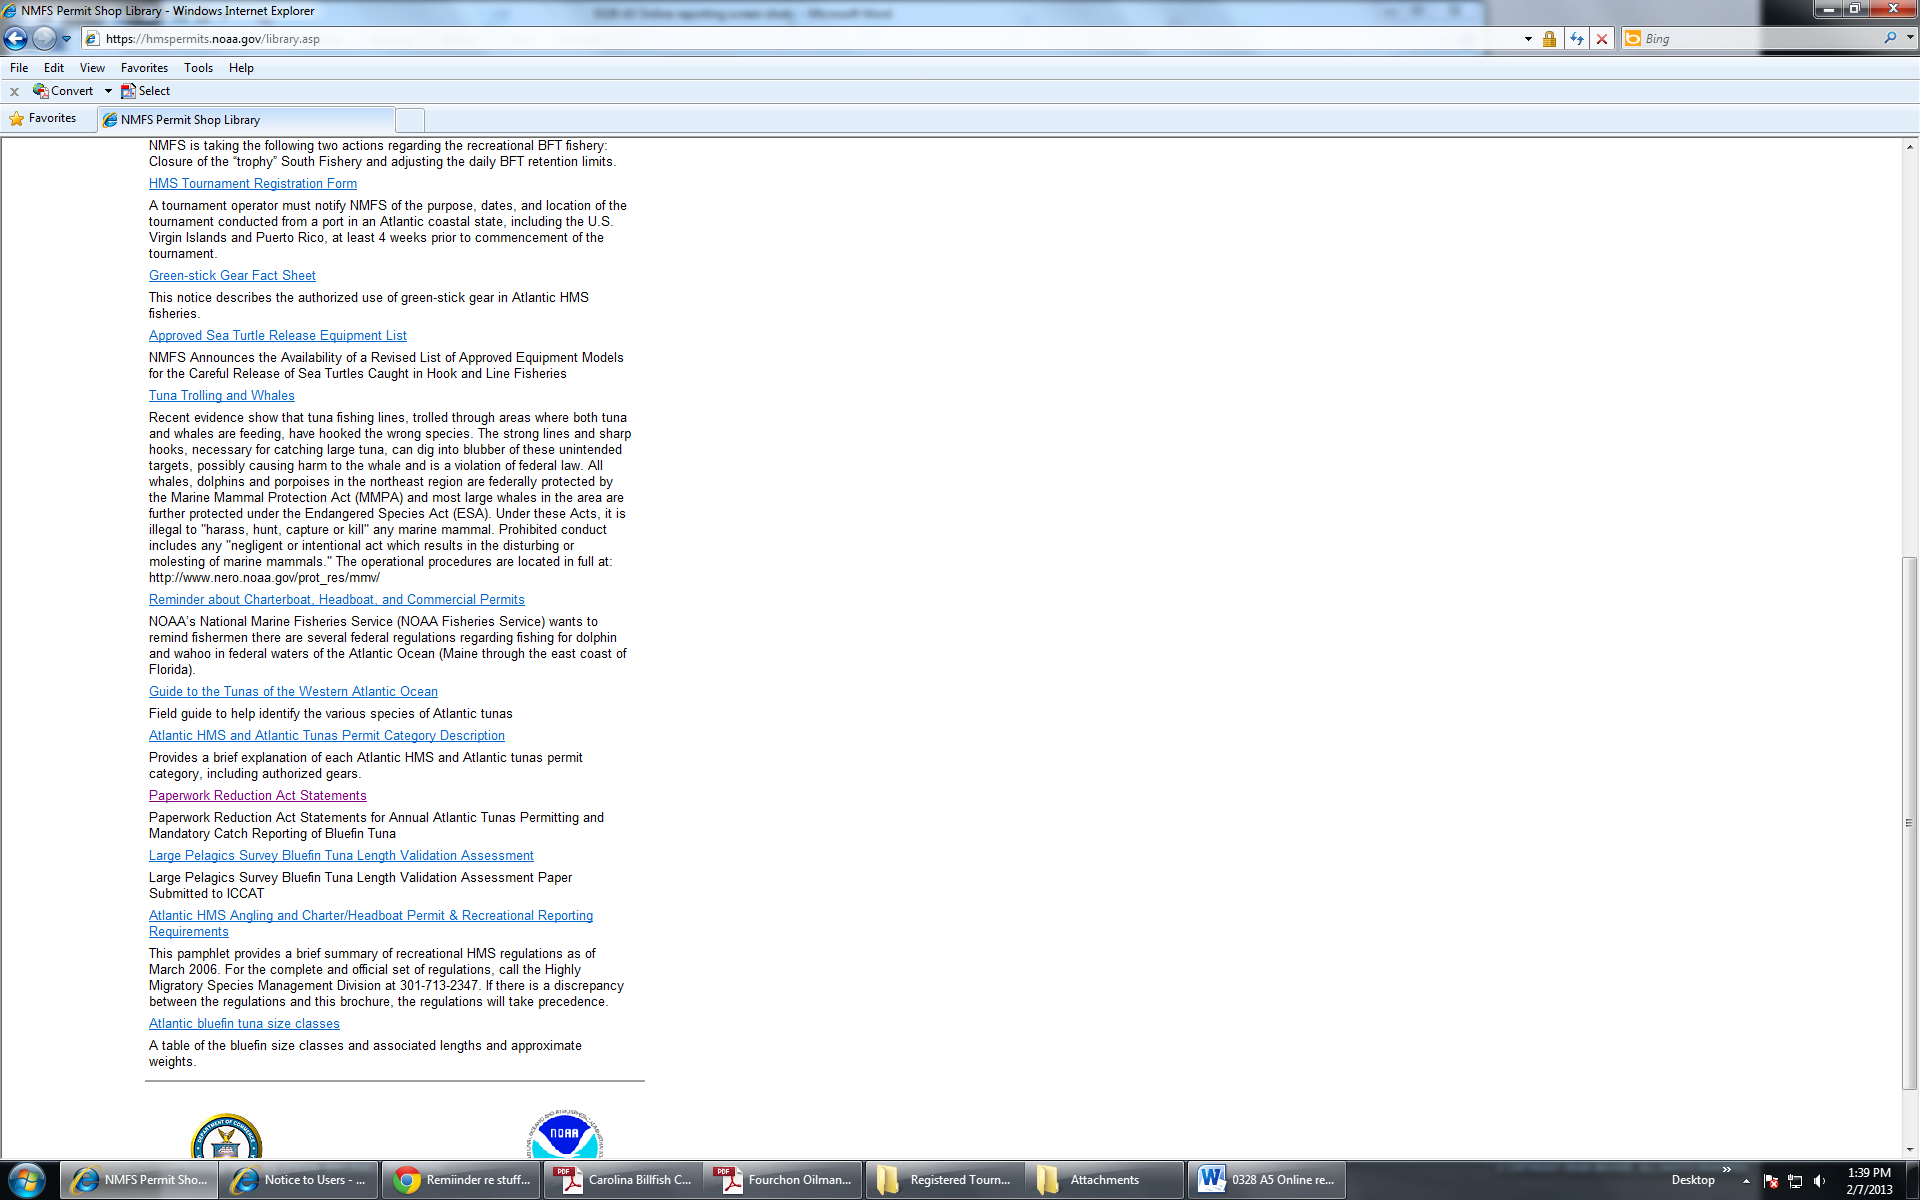 NMFS Permit Shop Library - Windows Internet Explorer
https://hmspermits.noaa.gov/library.asp
Bing
File Edit View Favorites Tools Help
x Convert Select
Favorites NMFS Permit Shop Library
NMFS is taking the following two actions regarding the recreational BFT fishery:
Closure of the “trophy” South Fishery and adjusting the daily BFT retention limits.
HMS Tournament Registration Form
A tournament operator must notify NMFS of the purpose, dates, and location of the
tournament conducted from a port in an Atlantic coastal state, including the U.S.
Virgin Islands and Puerto Rico, at least 4 weeks prior to commencement of the
tournament.
Green-stick Gear Fact Sheet
This notice describes the authorized use of green-stick gear in Atlantic HMS
fisheries.
Approved Sea Turtle Release Equipment List
NMFS Announces the Availability of a Revised List of Approved Equipment Models
for the Careful Release of Sea Turtles Caught in Hook and Line Fisheries
Tuna Trolling and Whales
Recent evidence show that tuna fishing lines, trolled through areas where both tuna
and whales are feeding, have hooked the wrong species. The strong lines and sharp
hooks, necessary for catching large tuna, can dig into blubber of these unintended
targets, possibly causing harm to the whale and is a violation of federal law. All
whales, dolphins and porpoises in the northeast region are federally protected by
the Marine Mammal Protection Act (MMPA) and most large whales in the area are
further protected under the Endangered Species Act (ESA). Under these Acts, it is
illegal to "harass, hunt, capture or kill" any marine mammal. Prohibited conduct
includes any "negligent or intentional act which results in the disturbing or
molesting of marine mammals." The operational procedures are located in full at:
http://www.nero.noaa.gov/prot_res/mmv/
Reminder about Charterboat, Headboat, and Commercial Permits
NOAA's National Marine Fisheries Service (NOAA Fisheries Service) wants to
remind fishermen there are several federal regulations regarding fishing for dolphin
and wahoo in federal waters of the Atlantic Ocean (Maine through the east coast of
Florida).
Guide to the Tunas of the Western Atlantic Ocean
Field guide to help identify the various species of Atlantic tunas
Atlantic HMS and Atlantic Tunas Permit Category Description
Provides a brief explanation of each Atlantic HMS and Atlantic tunas permit
category, including authorized gears.
Paperwork Reduction Act Statements
Paperwork Reduction Act Statements for Annual Atlantic Tunas Permitting and
Mandatory Catch Reporting of Bluefin Tuna
Large Pelagics Survey Bluefin Tuna Length Validation Assessment
Large Pelagics Survey Bluefin Tuna Length Validation Assessment Paper
Submitted to ICCAT
Atlantic HMS Angling and Charter/Headboat Permit & Recreational Reporting
Requirements
This pamphlet provides a brief summary of recreational HMS regulations as of
March 2006. For the complete and official set of regulations, call the Highly
Migratory Species Management Division at 301-713-2347. If there is a discrepancy
between the regulations and this brochure, the regulations will take precedence.
Atlantic bluefin tuna size classes
A table of the bluefin size classes and associated lengths and approximate
weights.
DEPARTMENT OF COMMERCE
NOAA
NMFS Permit Sho... Notice to Users - ... Remiinder re stuff... Carolina Billfish C... Fourchon Oilman... Registered Tourn... Attachments 0328 A5 Online re... Desktop 1:39 PM
2/7/2013